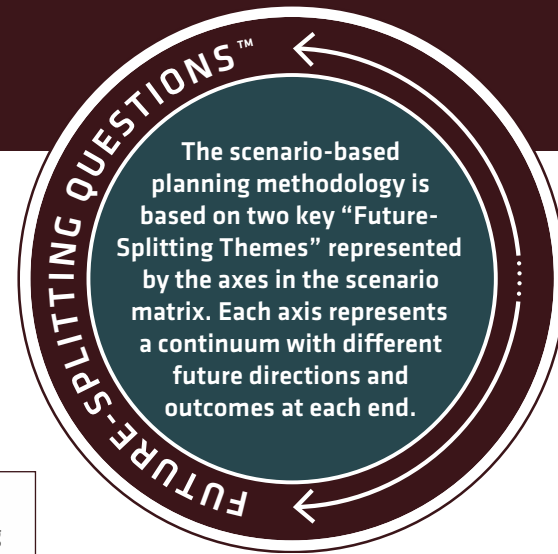 FUTURE-SPLITTING QUESTIONS™
The scenario-based
planning methodology is
based on two key “Future-
Splitting Themes” represented
by the axes in the scenario
matrix. Each axis represents
a continuum with different
future directions and
outcomes at each end.